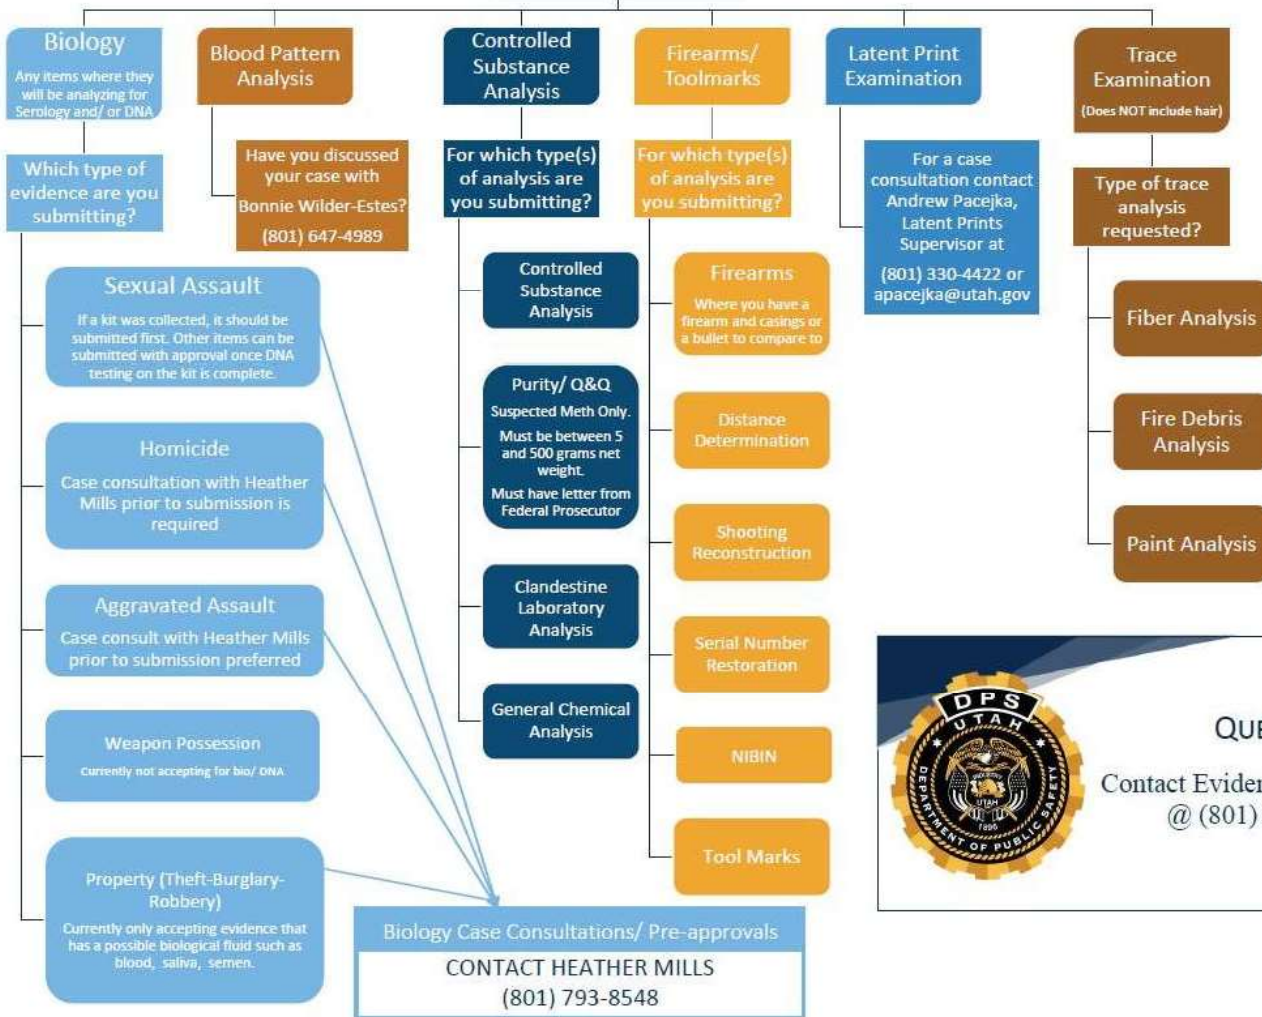 Biology
Any items where they
will be analyzing for
Serology and/ or DNA
Which type of
evidence are you
submitting?
Sexual Assault
If a kit was collected, it should be
submitted first. Other items can be
submitted with approval once DNA
testing on the kit is complete.
Homicide
Case consultation with Heather
Mills prior to submission is
required
Aggravated Assault
Case consult with Heather Mills
prior to submission preferred
Weapon Possession
Currently not accepting for bio/ DNA
Property (Theft-Burglary-
Robbery)
Currently only accepting evidence that
has a possible biological fluid such as
blood, saliva, semen.
Blood Pattern
Analysis
Have you discussed
your case with
Bonnie Wilder-Estes?
(801) 647-4989
Controlled
Substance
Analysis
For which type(s)
of analysis are
you submitting?
Controlled
Substance
Analysis
Purity/ Q&Q
Suspected Meth Only.
Must be between 5
and 500 grams net
weight.
Must have letter from
Federal Prosecutor
Clandestine
Laboratory
Analysis
General Chemical
Analysis
Firearms/
Toolmarks
For which type(s)
of analysis are
you submitting?
Firearms
Where you have a
firearm and casings or
a bullet to compare to
Distance
Determination
Shooting
Reconstruction
Serial Number
Restoration
NIBIN
Tool Marks
Latent Print
Examination
For a case
consultation contact
Andrew Pacejka,
Latent Prints
Supervisor at
(801) 330-4422 or
apacejka@utah.gov
Trace
Examination
(Does NOT include hair)
Type of trace
analysis
requested?
Fiber Analysis
Fire Debris
Analysis
Paint Analysis
Biology Case Consultations/ Pre-approvals
CONTACT HEATHER MILLS
(801) 793-8548
DPS
UTAH
INDUSTRY
UTAH
1896
DEPARTMENT OF PUBLIC SAFETY
QUE
Contact Eviden
@ (801)